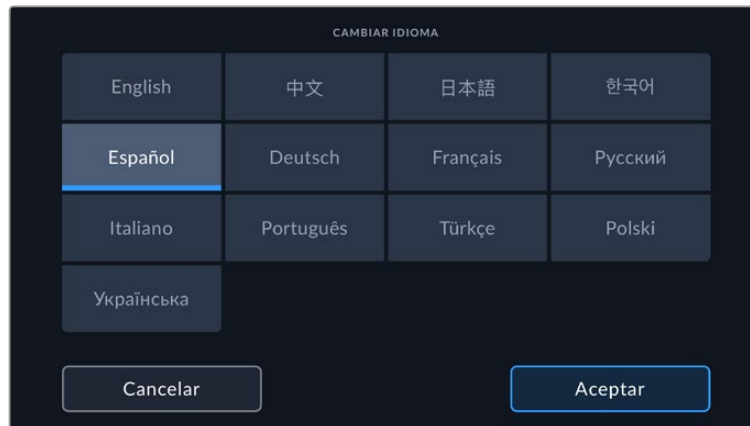 CAMBIAR IDIOMA
English 中文 日本語 한국어
Español Deutsch Français Русский
Italiano Português Türkçe Polski
Українська
Cancelar Aceptar